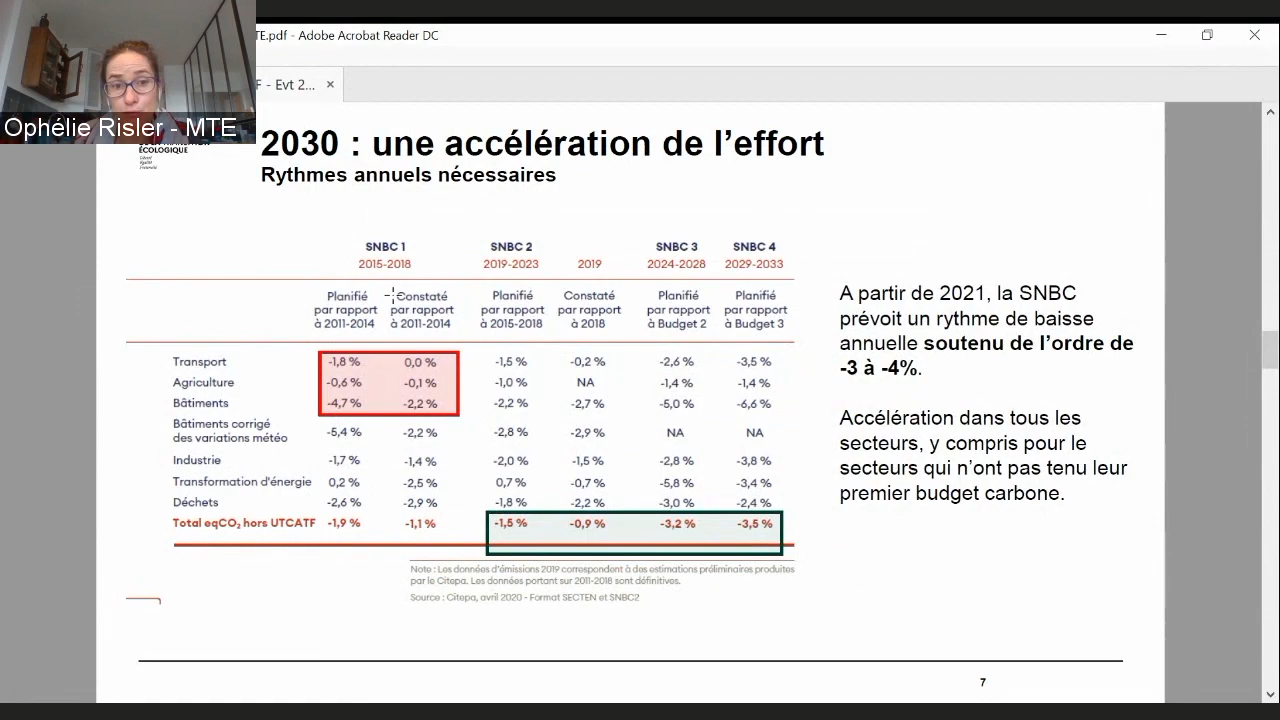 TE.pdf - Adobe Acrobat Reader DC
F - Evt 2... ×
Ophélie Risler - MTE
ÉCOLOGIQUE
Liberté
Égalité
Fraternité
2030 : une accélération de l’effort
Rythmes annuels nécessaires
SNBC 1 SNBC 2 SNBC 3 SNBC 4
2015-2018 2019-2023 2019 2024-2028 2029-2033
Planifié Constaté Planifié Constaté Planifié Planifié
par rapport par rapport par rapport par rapport par rapport par rapport
à 2011-2014 à 2011-2014 à 2015-2018 à 2018 à Budget 2 à Budget 3
Transport -1,8 % 0,0 % -1,5 % -0,2 % -2,6 % -3,5 %
Agriculture -0,6 % -0,1 % -1,0 % NA -1,4 % -1,4 %
Bâtiments -4,7 % -2,2 % -2,2 % -2,7 % -5,0 % -6,6 %
Bâtiments corrigé
des variations météo -5,4 % -2,2 % -2,8 % -2,9 % NA NA
Industrie -1,7 % -1,4 % -2,0 % -1,5 % -2,8 % -3,8 %
Transformation d'énergie 0,2 % -2,5 % 0,7 % -0,7 % -5,8 % -3,4 %
Déchets -2,6 % -2,9 % -1,8 % -2,2 % -3,0 % -2,4 %
Total eqCO₂ hors UTCATF -1,9 % -1,1 % -1,5 % -0,9 % -3,2 % -3,5 %
Note : Les données d'émissions 2019 correspondent à des estimations préliminaires produites
par le Citepa. Les données portant sur 2011-2018 sont définitives.
Source : Citepa, avril 2020 - Format SECTEN et SNBC2
A partir de 2021, la SNBC
prévoit un rythme de baisse
annuelle soutenu de l’ordre de
-3 à -4%.
Accélération dans tous les
secteurs, y compris pour le
secteurs qui n’ont pas tenu leur
premier budget carbone.
7